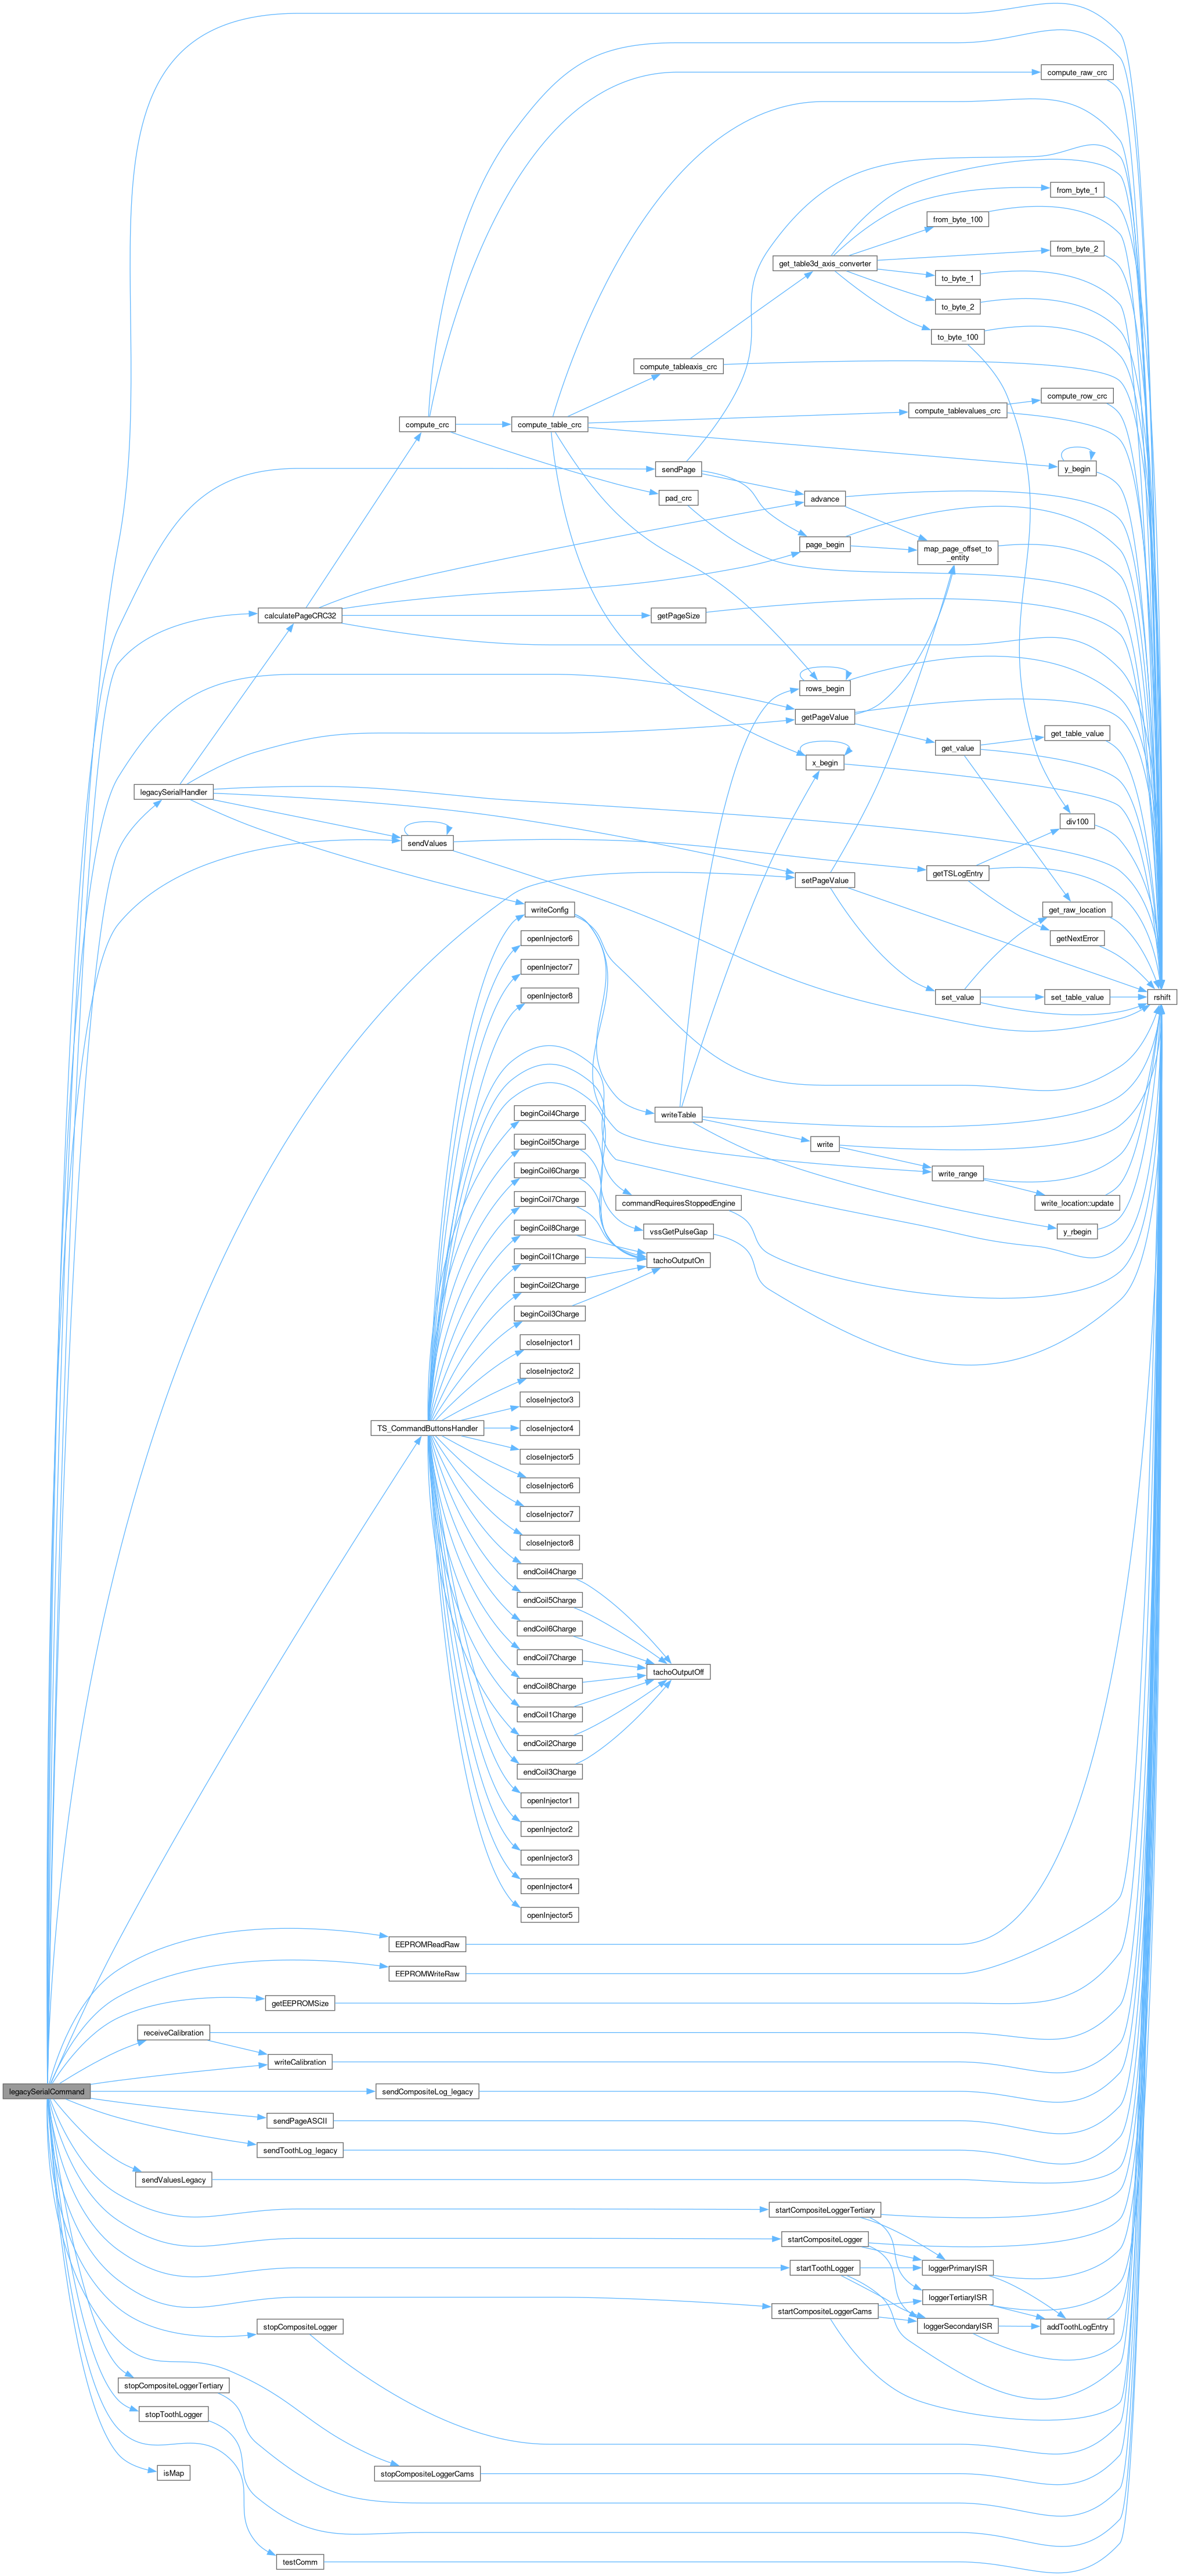 compute_raw_crc
from_byte_1
from_byte_100
from_byte_2
get_table3d_axis_converter
to_byte_1
to_byte_2
to_byte_100
compute_tableaxis_crc
compute_row_crc
compute_tablevalues_crc
compute_crc
compute_table_crc
y_begin
sendPage
pad_crc
advance
page_begin
map_page_offset_to
_entity
calculatePageCRC32
getPageSize
rows_begin
getPageValue
get_table_value
get_value
x_begin
legacySerialHandler
div100
sendValues
getTSLogEntry
setPageValue
writeConfig
get_raw_location
openInjector6
getNextError
openInjector7
openInjector8
set_value
set_table_value
rshift
beginCoil4Charge
writeTable
beginCoil5Charge
write
beginCoil6Charge
write_range
beginCoil7Charge
commandRequiresStoppedEngine
write_location::update
beginCoil8Charge
vssGetPulseGap
y_rbegin
beginCoil1Charge
tachoOutputOn
beginCoil2Charge
beginCoil3Charge
closeInjector1
closeInjector2
closeInjector3
TS_CommandButtonsHandler
closeInjector4
closeInjector5
closeInjector6
closeInjector7
closeInjector8
endCoil4Charge
endCoil5Charge
endCoil6Charge
endCoil7Charge
tachoOutputOff
endCoil8Charge
endCoil1Charge
endCoil2Charge
endCoil3Charge
openInjector1
openInjector2
openInjector3
openInjector4
openInjector5
EEPROMReadRaw
EEPROMWriteRaw
getEEPROMSize
receiveCalibration
writeCalibration
legacySerialCommand
sendCompositeLog_legacy
sendPageASCII
sendToothLog_legacy
sendValuesLegacy
startCompositeLoggerTertiary
startCompositeLogger
startToothLogger
loggerPrimaryISR
loggerTertiaryISR
startCompositeLoggerCams
stopCompositeLogger
loggerSecondaryISR
addToothLogEntry
stopCompositeLoggerTertiary
stopToothLogger
isMap
stopCompositeLoggerCams
testComm